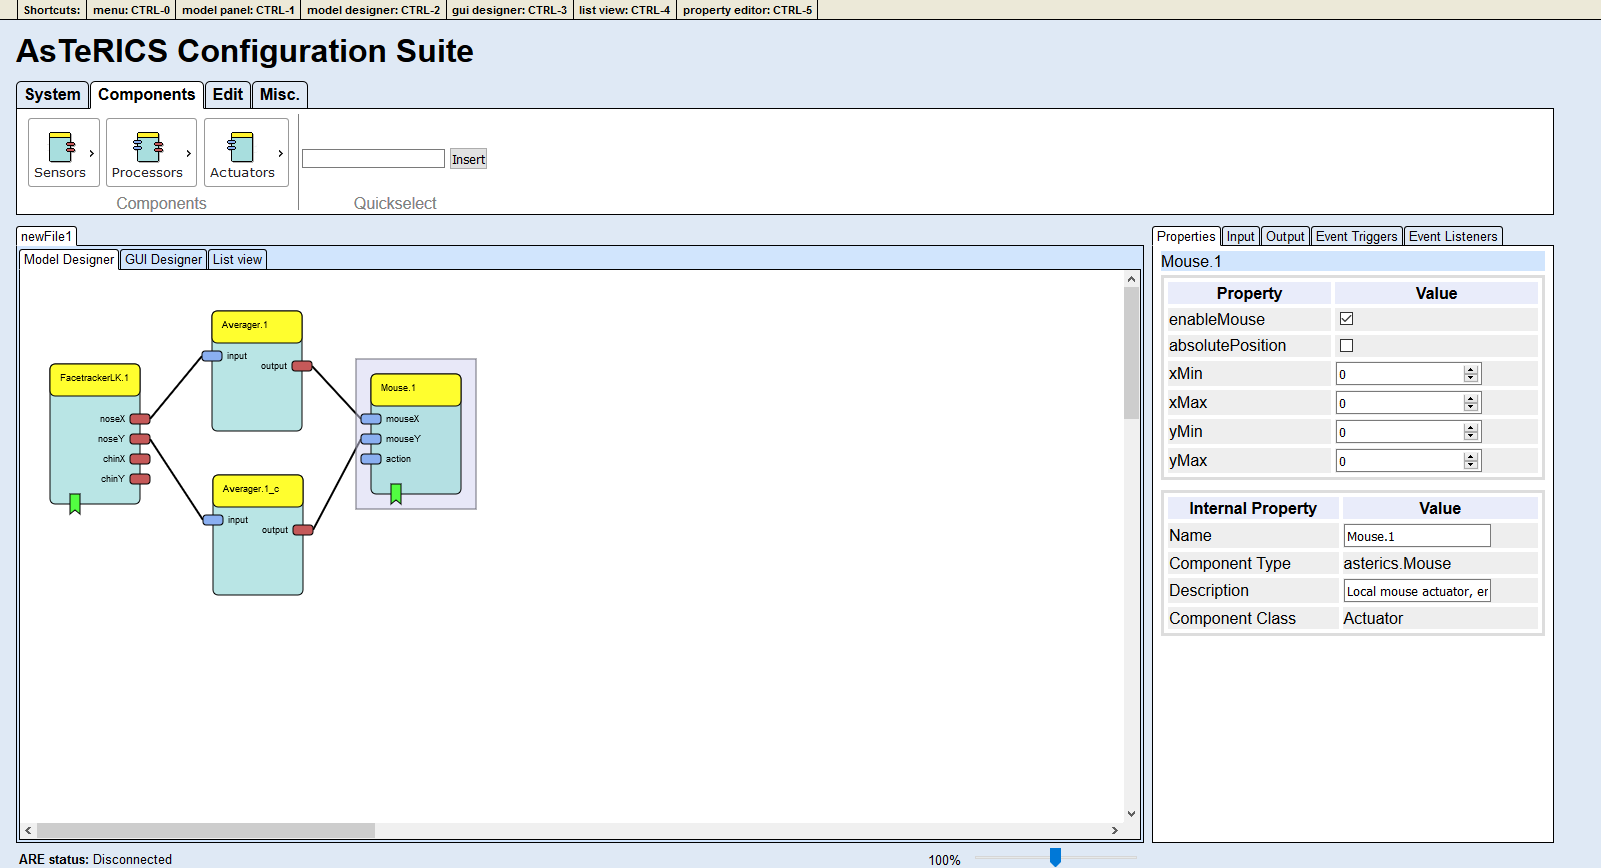 Shortcuts: menu: CTRL-0 model panel: CTRL-1 model designer: CTRL-2 gui designer: CTRL-3 list view: CTRL-4 property editor: CTRL-5
AsTeRICS Configuration Suite
System Components Edit Misc.
Sensors Processors Actuators
Insert
Components Quickselect
newFile1
Model Designer GUI Designer List view
Averager.1
input
output
FacetrackerLK.1
noseX
noseY
chinX
chinY
Mouse.1
mouseX
mouseY
action
Averager.1_c
input
output
Properties Input Output Event Triggers Event Listeners
Mouse.1
Property Value
enableMouse
absolutePosition
xMin 0
xMax 0
yMin 0
yMax 0
Internal Property Value
Name Mouse.1
Component Type asterics.Mouse
Description Local mouse actuator, er
Component Class Actuator
ARE status: Disconnected 100%